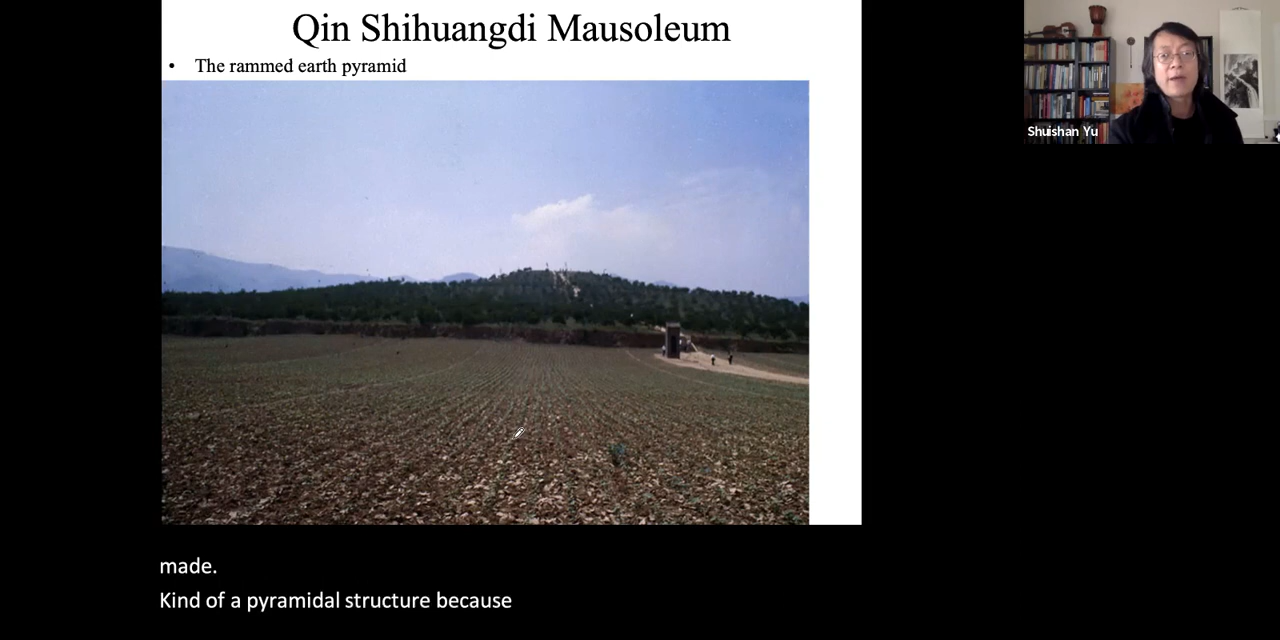 Qin Shihuangdi Mausoleum
• The rammed earth pyramid
Shuishan Yu
made.
Kind of a pyramidal structure because